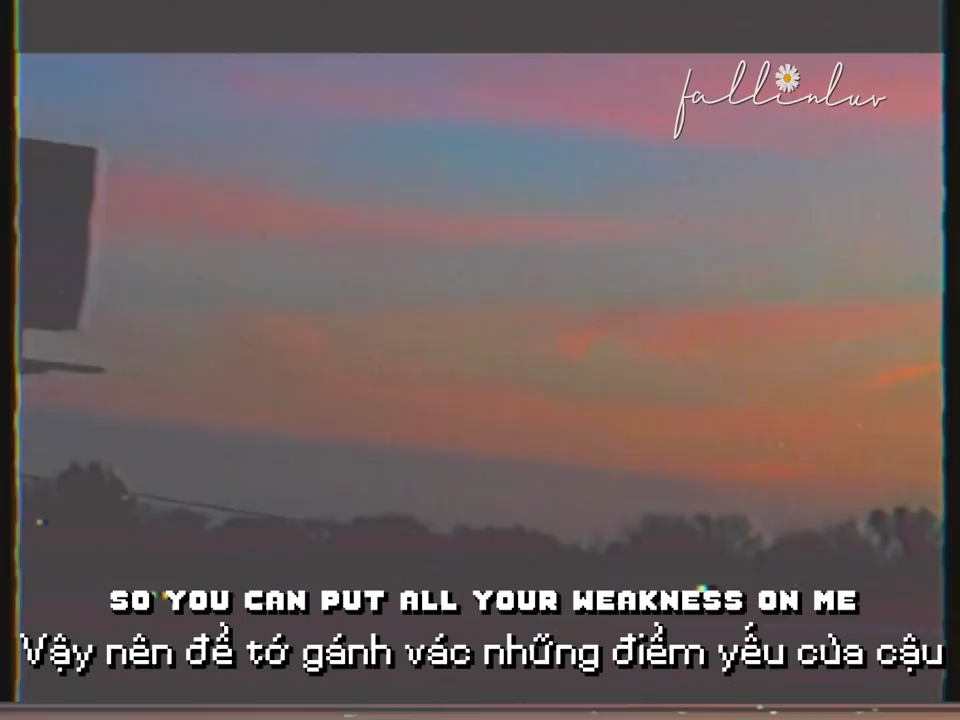 fallinluv
SO YOU CAN PUT ALL YOUR WEAKNESS ON ME
Vậy nên để tớ gánh vác những điểm yếu của cậu